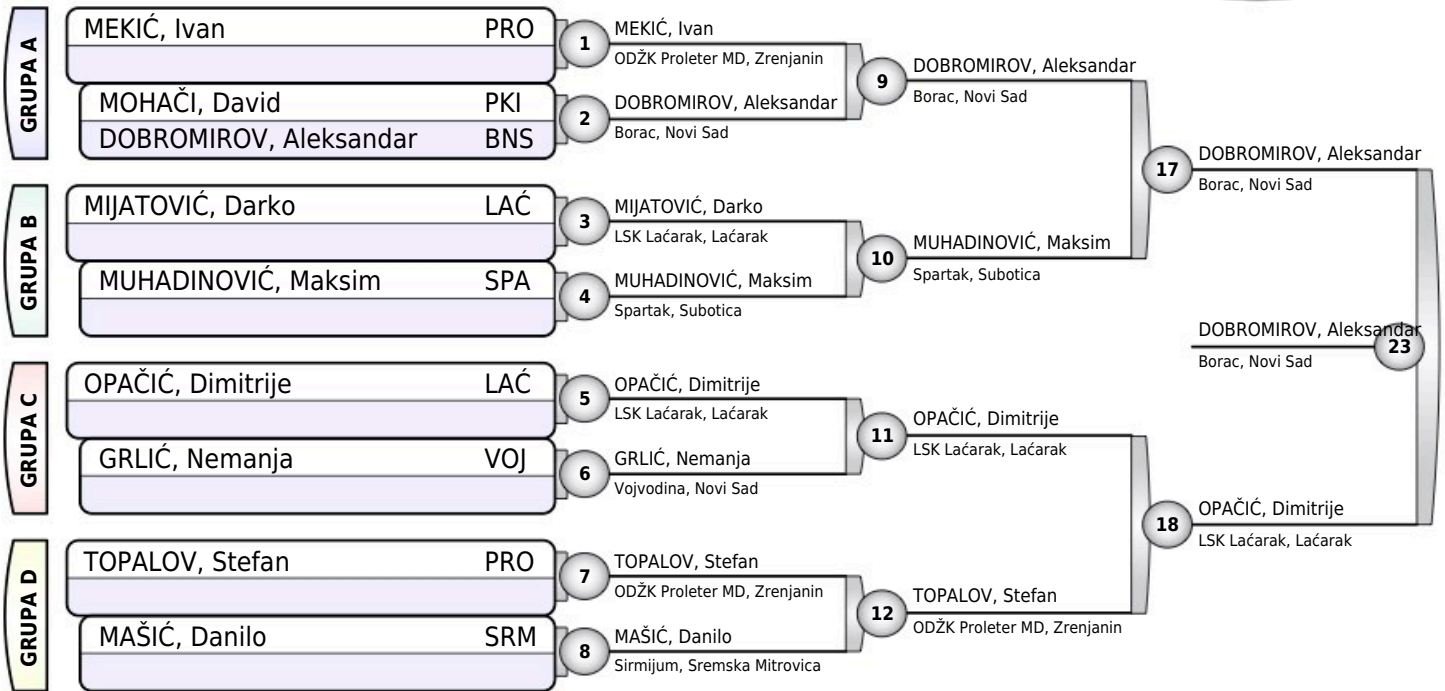 GRUPA A
MEKIĆ, Ivan PRO
MOHAČI, David PKI
DOBROMIROV, Aleksandar BNS
1
MEKIĆ, Ivan
ODŽK Proleter MD, Zrenjanin
2
DOBROMIROV, Aleksandar
Borac, Novi Sad
9
DOBROMIROV, Aleksandar
Borac, Novi Sad
GRUPA B
MIJATOVIĆ, Darko LAĆ
MUHADINOVIĆ, Maksim SPA
3
MIJATOVIĆ, Darko
LSK Laćarak, Laćarak
4
MUHADINOVIĆ, Maksim
Spartak, Subotica
10
MUHADINOVIĆ, Maksim
Spartak, Subotica
17
DOBROMIROV, Aleksandar
Borac, Novi Sad
GRUPA C
OPAČIĆ, Dimitrije LAĆ
GRLIĆ, Nemanja VOJ
5
OPAČIĆ, Dimitrije
LSK Laćarak, Laćarak
6
GRLIĆ, Nemanja
Vojvodina, Novi Sad
11
OPAČIĆ, Dimitrije
LSK Laćarak, Laćarak
GRUPA D
TOPALOV, Stefan PRO
MAŠIĆ, Danilo SRM
7
TOPALOV, Stefan
ODŽK Proleter MD, Zrenjanin
8
MAŠIĆ, Danilo
Sirmijum, Sremska Mitrovica
12
TOPALOV, Stefan
ODŽK Proleter MD, Zrenjanin
18
OPAČIĆ, Dimitrije
LSK Laćarak, Laćarak
DOBROMIROV, Aleksandar
23
Borac, Novi Sad